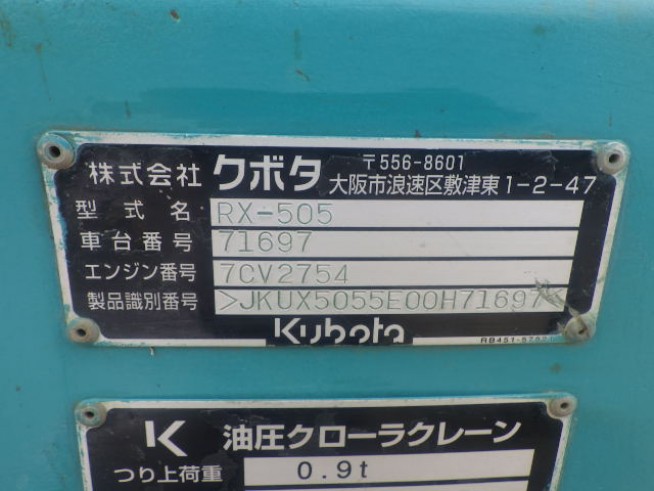 株式会社 クボタ 〒556-8601
大阪市浪速区敷津東1-2-47
型式名 RX-505
車台番号 71697
エンジン番号 7CV2754
製品識別番号 >JKUX5055E00H71697
Kubota
K 油圧クローラクレーン
つり上荷重 0.9t